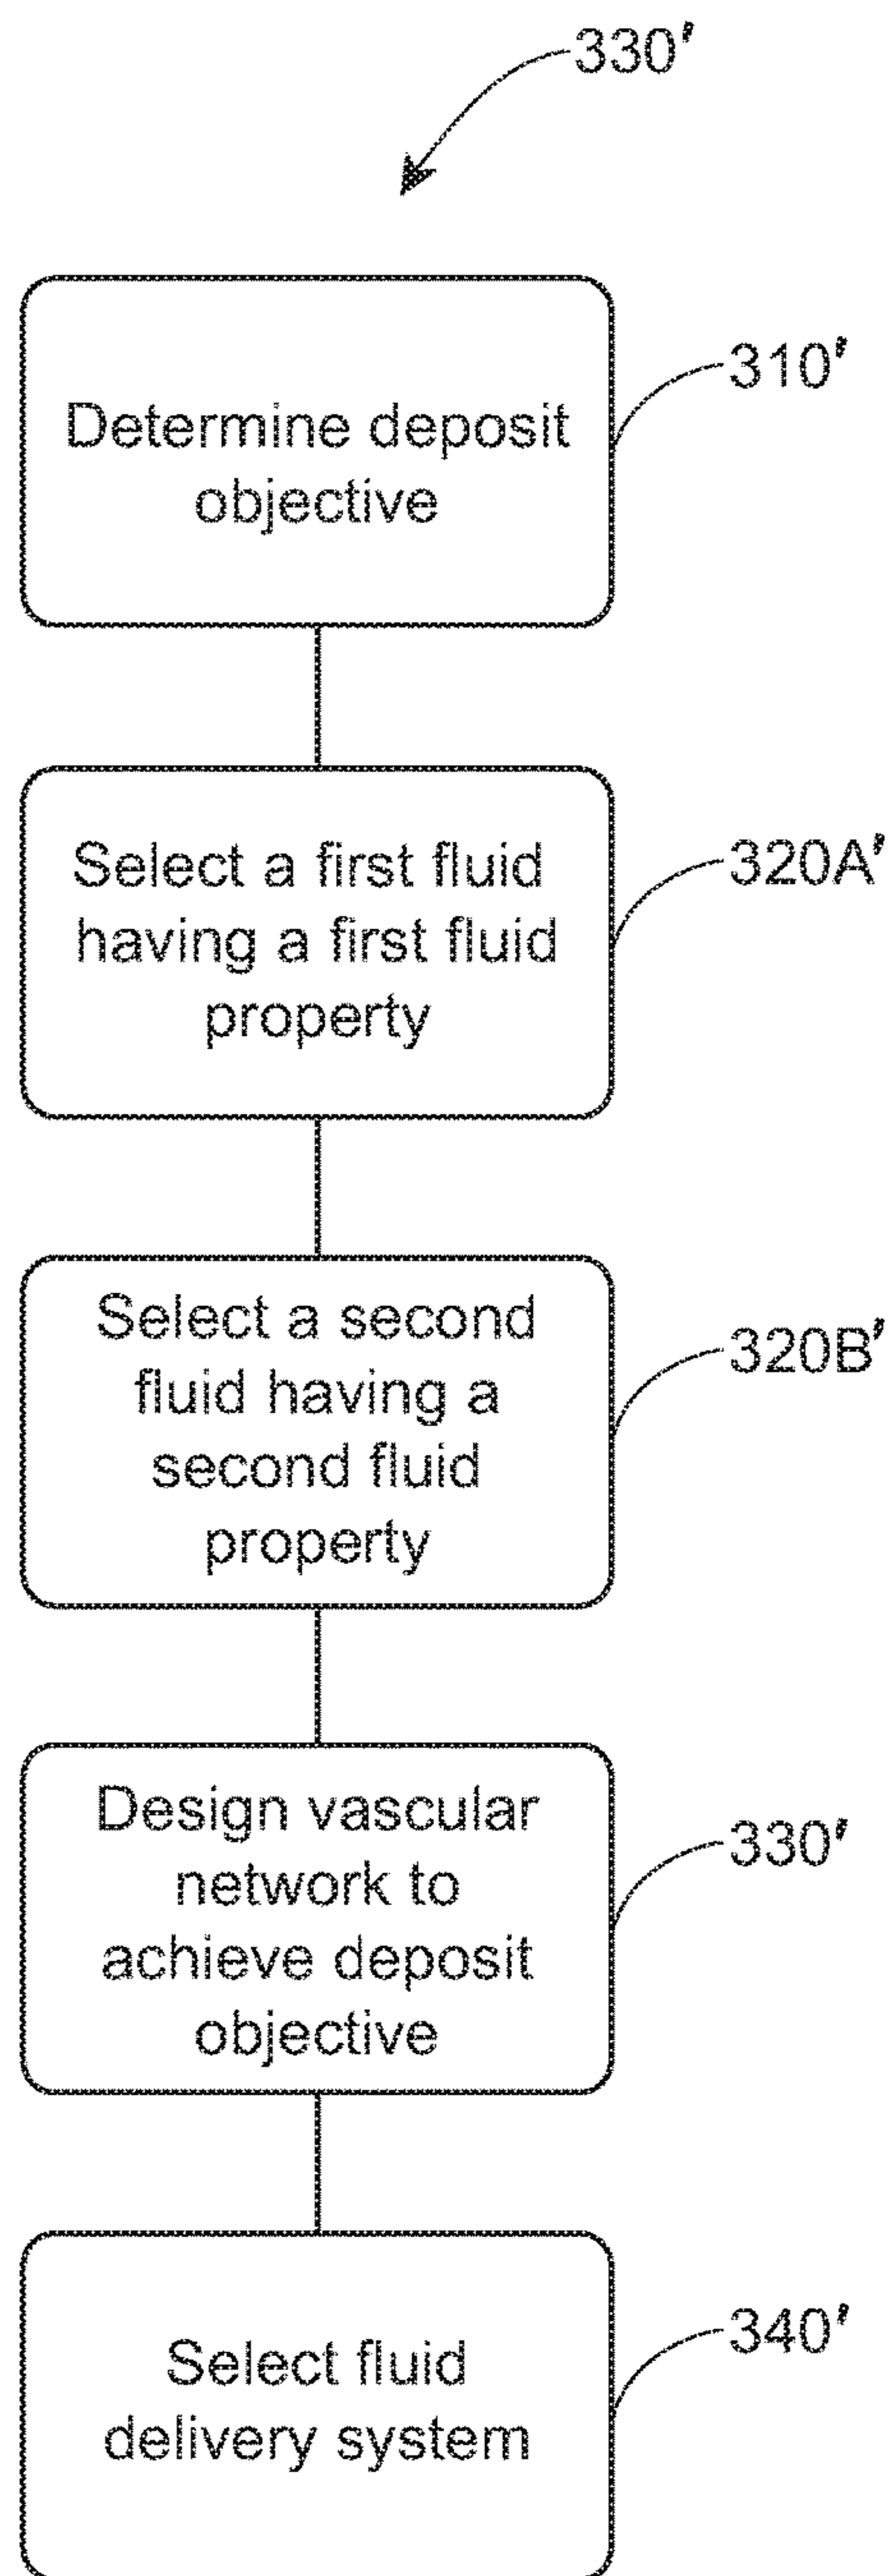 330'
310'
Determine deposit
objective
320A'
Select a first fluid
having a first fluid
property
320B'
Select a second
fluid having a
second fluid
property
330'
Design vascular
network to
achieve deposit
objective
340'
Select fluid
delivery system